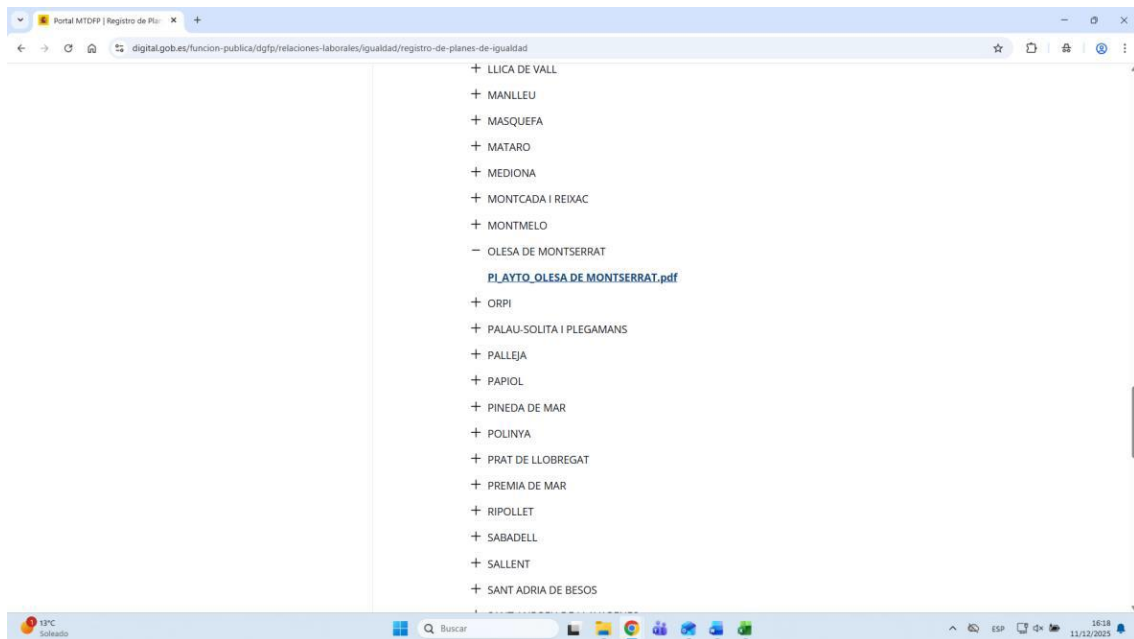 Portal MTDFP | Registro de Plan
digital.gob.es/funcion-publica/dgfp/relaciones-laborales/igualdad/registro-de-planes-de-igualdad
+ LLICA DE VALL
+ MANLLEU
+ MASQUEFA
+ MATARO
+ MEDIONA
+ MONTCADA I REIXAC
+ MONTMELO
− OLESA DE MONTSERRAT
PI_AYTO_OLESA DE MONTSERRAT.pdf
+ ORPI
+ PALAU-SOLITA I PLEGAMANS
+ PALLEJA
+ PAPIOL
+ PINEDA DE MAR
+ POLINYA
+ PRAT DE LLOBREGAT
+ PREMIA DE MAR
+ RIPOLLET
+ SABADELL
+ SALLENT
+ SANT ADRIA DE BESOS
1 13°C
Soleado
Buscar
ESP
16:18
11/12/2025